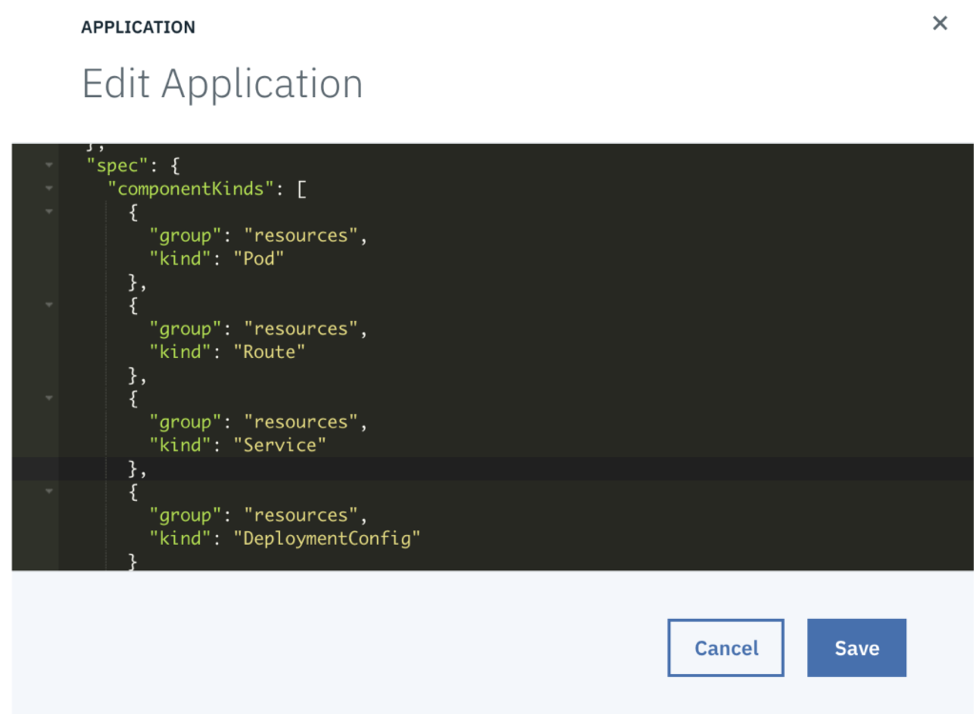 APPLICATION
Edit Application
},
"spec": {
"componentKinds": [
{
"group": "resources",
"kind": "Pod"
},
{
"group": "resources",
"kind": "Route"
},
{
"group": "resources",
"kind": "Service"
},
{
"group": "resources",
"kind": "DeploymentConfig"
}
Cancel
Save